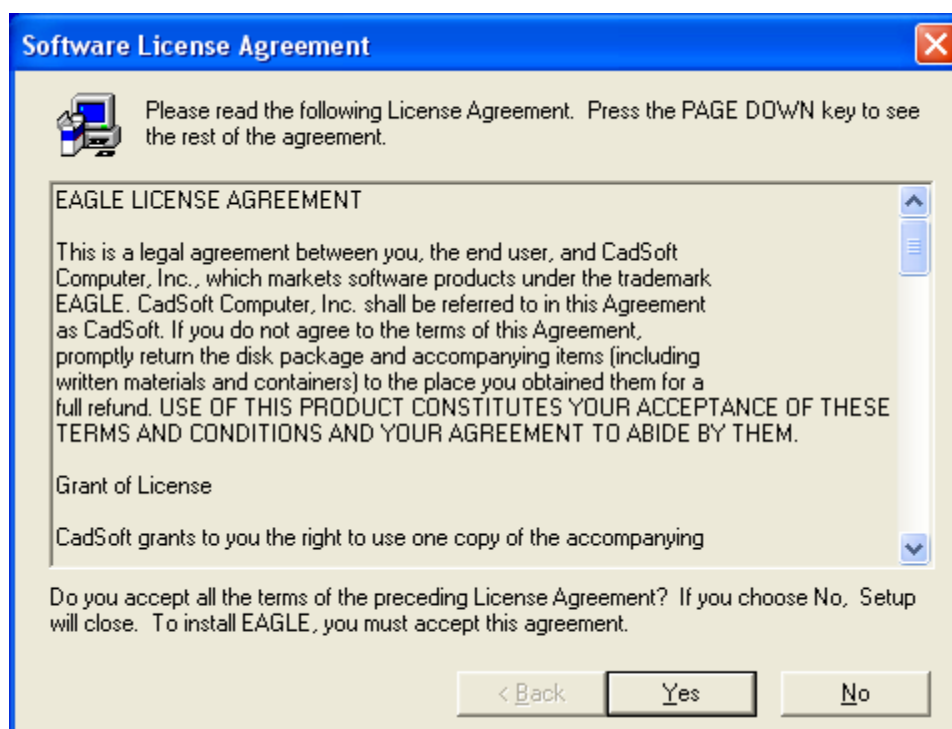 Software License Agreement
Please read the following License Agreement.  Press the PAGE DOWN key to see
the rest of the agreement.
EAGLE LICENSE AGREEMENT
This is a legal agreement between you, the end user, and CadSoft
Computer, Inc., which markets software products under the trademark
EAGLE. CadSoft Computer, Inc. shall be referred to in this Agreement
as CadSoft. If you do not agree to the terms of this Agreement,
promptly return the disk package and accompanying items (including
written materials and containers) to the place you obtained them for a
full refund. USE OF THIS PRODUCT CONSTITUTES YOUR ACCEPTANCE OF THESE
TERMS AND CONDITIONS AND YOUR AGREEMENT TO ABIDE BY THEM.
Grant of License
CadSoft grants to you the right to use one copy of the accompanying
Do you accept all the terms of the preceding License Agreement?  If you choose No,  Setup
will close.  To install EAGLE, you must accept this agreement.
< Back
Yes
No